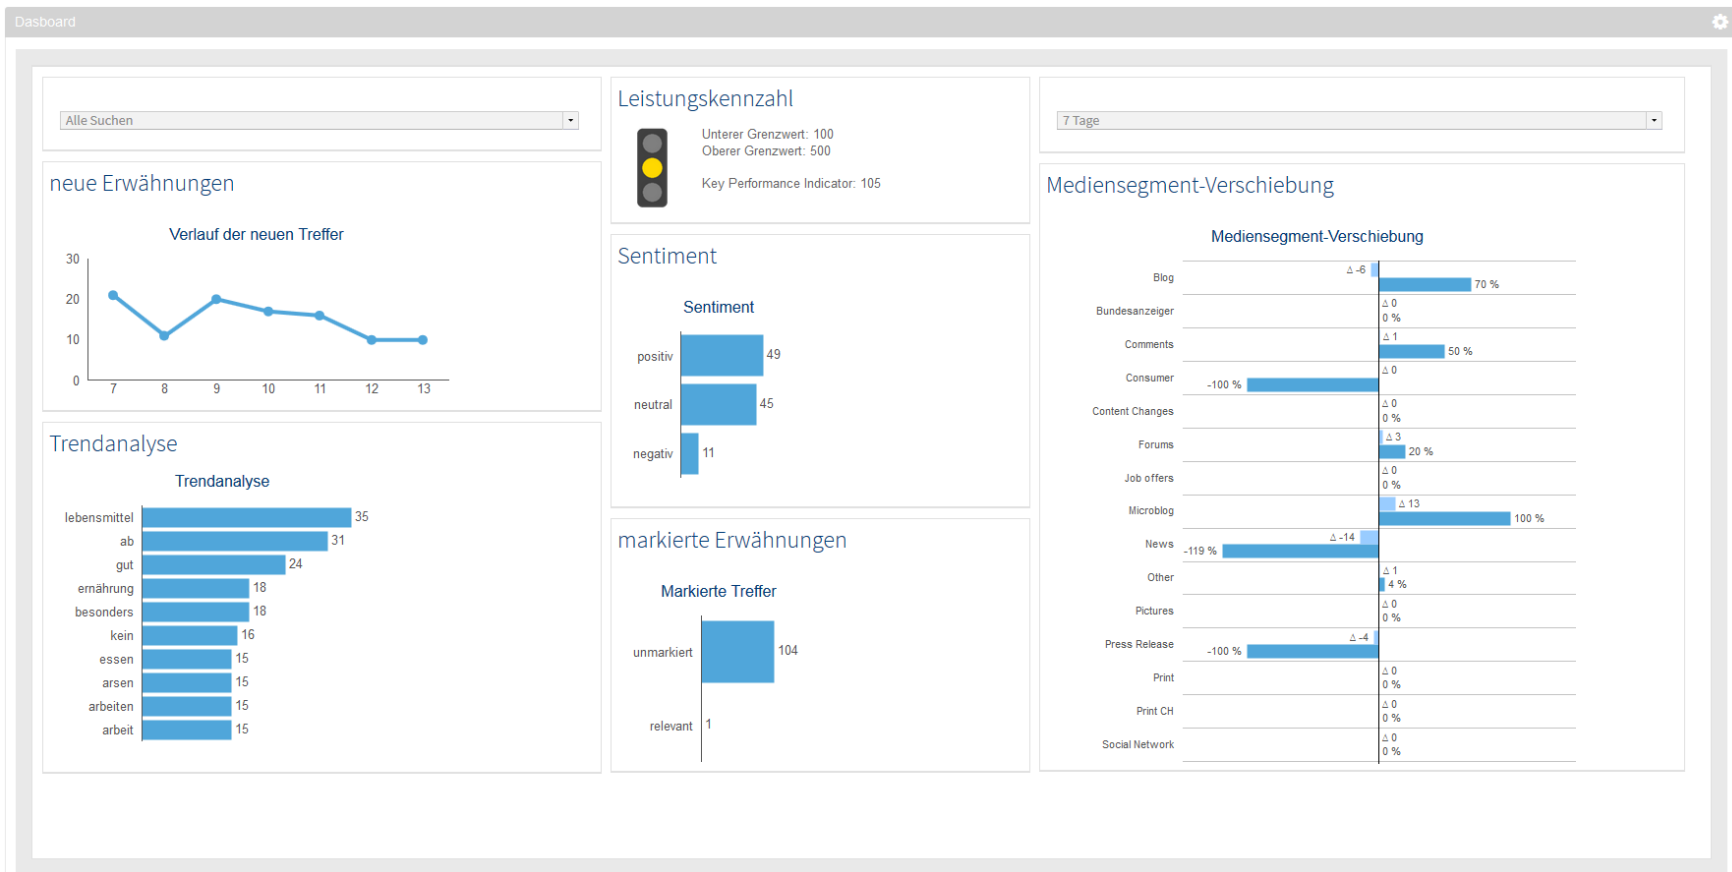 Dasboard
Alle Suchen
neue Erwähnungen
Verlauf der neuen Treffer
30
20
10
0
7 8 9 10 11 12 13
Trendanalyse
Trendanalyse
lebensmittel 35
ab 31
gut 24
ernährung 18
besonders 18
kein 16
essen 15
arsen 15
arbeiten 15
arbeit 15
Leistungskennzahl
Unterer Grenzwert: 100
Oberer Grenzwert: 500
Key Performance Indicator: 105
Sentiment
Sentiment
positiv 49
neutral 45
negativ 11
markierte Erwähnungen
Markierte Treffer
unmarkiert 104
relevant 1
7 Tage
Mediensegment-Verschiebung
Mediensegment-Verschiebung
Blog Δ -6
70 %
Bundesanzeiger Δ 0
0 %
Comments Δ 1
50 %
Consumer Δ 0
-100 %
Content Changes Δ 0
0 %
Forums Δ 3
20 %
Job offers Δ 0
0 %
Microblog Δ 13
100 %
News Δ -14
-119 %
Other Δ 1
4 %
Pictures Δ 0
0 %
Press Release Δ -4
-100 %
Print Δ 0
0 %
Print CH Δ 0
0 %
Social Network Δ 0
0 %